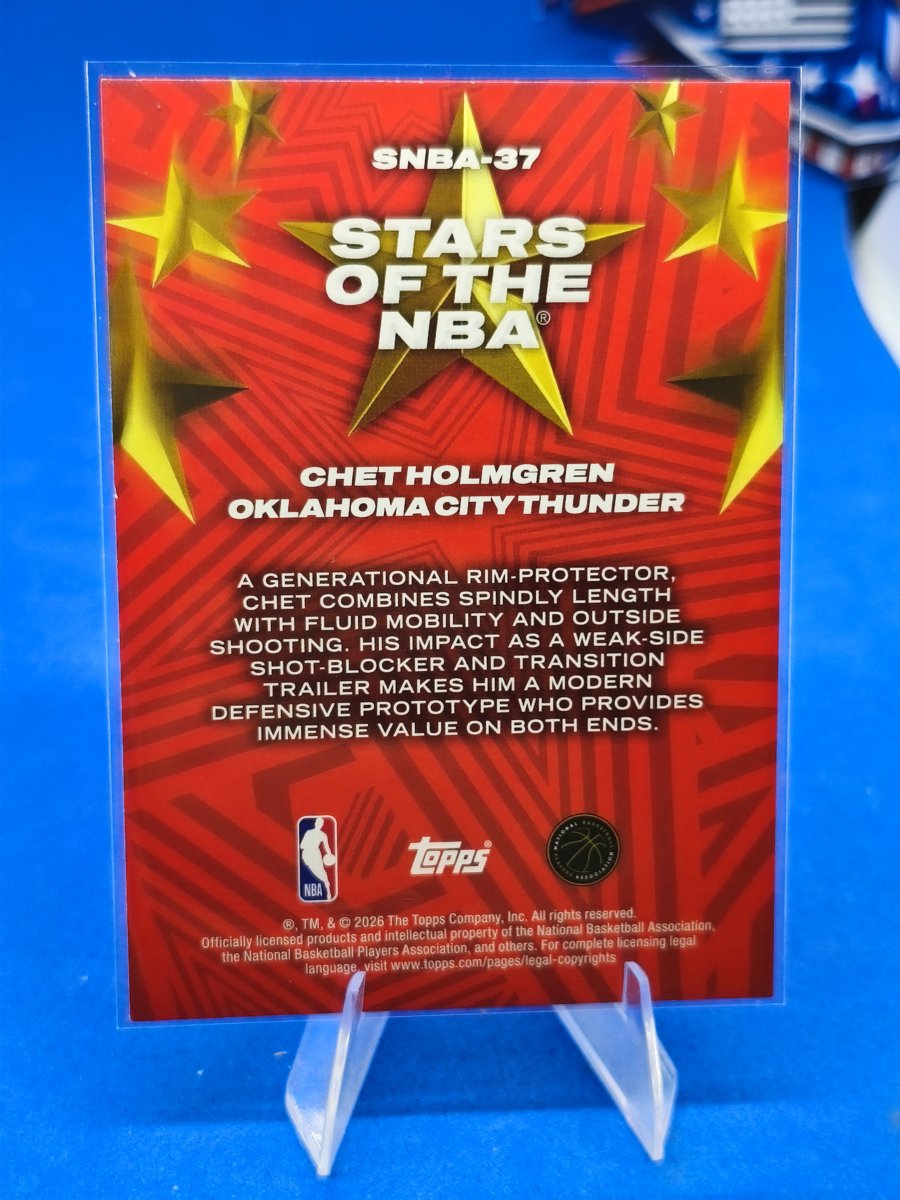 SNBA-37
STARS
OF THE
NBA®
CHET HOLMGREN
OKLAHOMA CITY THUNDER
A GENERATIONAL RIM-PROTECTOR,
CHET COMBINES SPINDLY LENGTH
WITH FLUID MOBILITY AND OUTSIDE
SHOOTING. HIS IMPACT AS A WEAK-SIDE
SHOT-BLOCKER AND TRANSITION
TRAILER MAKES HIM A MODERN
DEFENSIVE PROTOTYPE WHO PROVIDES
IMMENSE VALUE ON BOTH ENDS.
NBA
Topps®
NATIONAL BASKETBALL PLAYERS ASSOCIATION
®, TM, & © 2026 The Topps Company, Inc. All rights reserved.
Officially licensed products and intellectual property of the National Basketball Association,
the National Basketball Players Association, and others. For complete licensing legal
language, visit www.topps.com/pages/legal-copyrights